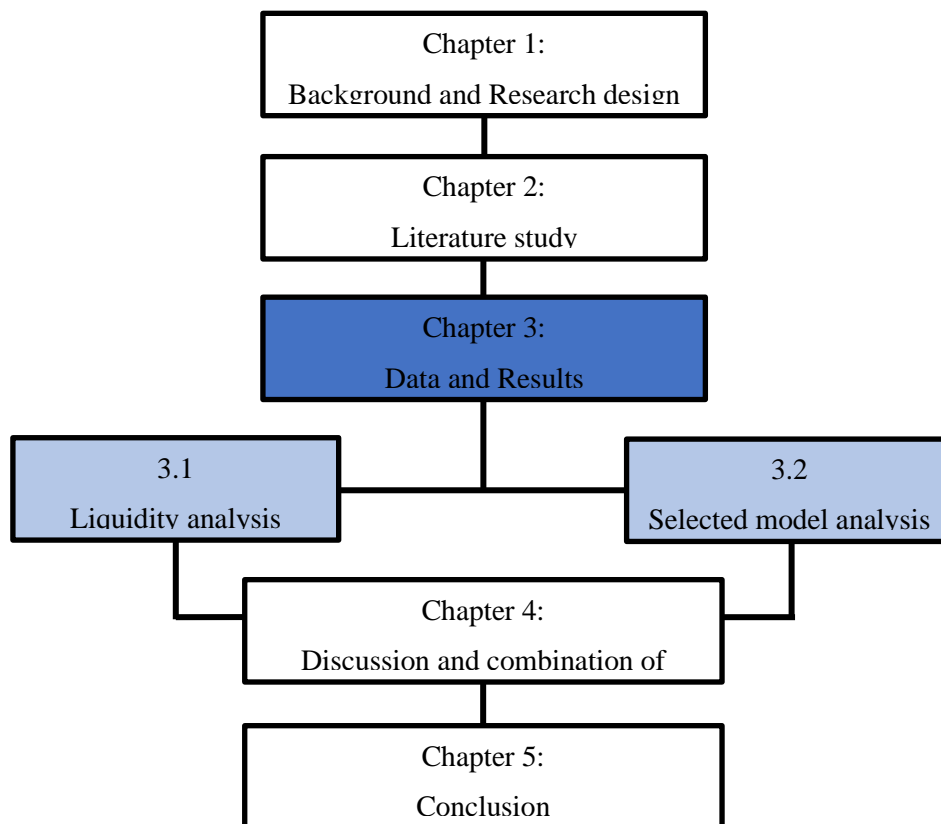 Chapter 1:
Background and Research design
Chapter 2:
Literature study
Chapter 3:
Data and Results
3.1
Liquidity analysis
3.2
Selected model analysis
Chapter 4:
Discussion and combination of
Chapter 5:
Conclusion